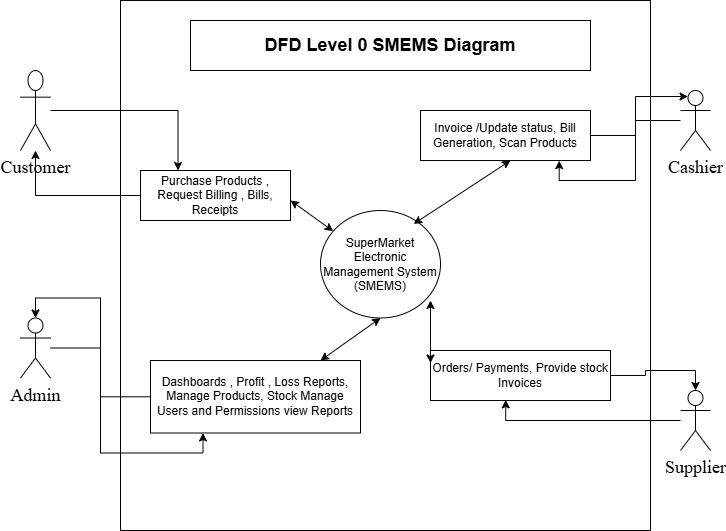 DFD Level 0 SMEMS Diagram
Customer
Purchase Products ,
Request Billing , Bills,
Receipts
Invoice /Update status, Bill
Generation, Scan Products
Cashier
SuperMarket
Electronic
Management System
(SMEMS)
Admin
Dashboards , Profit , Loss Reports,
Manage Products, Stock Manage
Users and Permissions view Reports
Orders/ Payments, Provide stock
Invoices
Supplier